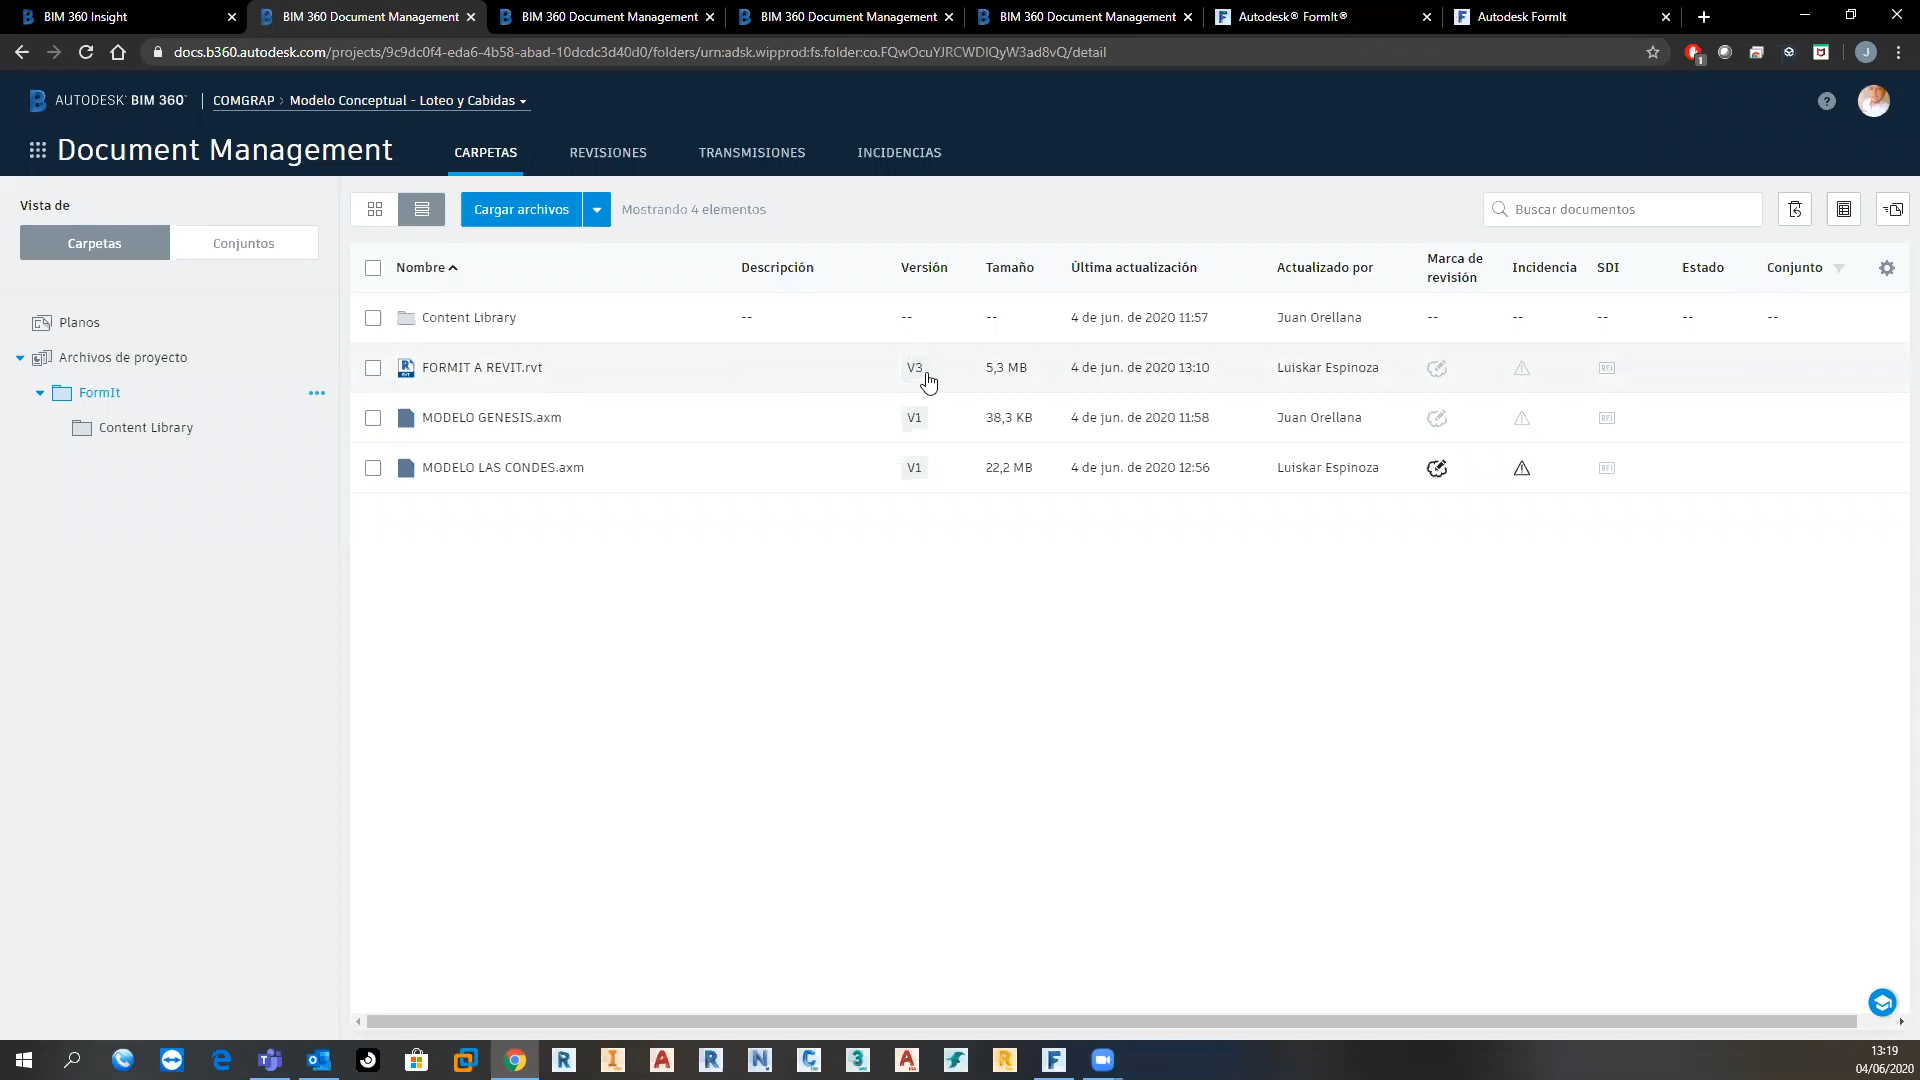 BIM 360 Insight
BIM 360 Document Management
BIM 360 Document Management
BIM 360 Document Management
BIM 360 Document Management
Autodesk® FormIt®
Autodesk FormIt
docs.b360.autodesk.com/projects/9c9dc0f4-eda6-4b58-abad-10dcdc3d40d0/folders/urn:adsk.wipprod:fs.folder:co.FQwOcuYJRCWDlQyW3ad8vQ/detail
1
J
AUTODESK® BIM 360™
COMGRAP > Modelo Conceptual - Loteo y Cabidas
?
Document Management
CARPETAS REVISIONES TRANSMISIONES INCIDENCIAS
Vista de
Carpetas Conjuntos
Planos
Archivos de proyecto
FormIt
Content Library
Cargar archivos
Mostrando 4 elementos
Buscar documentos
Nombre Descripción Versión Tamaño Última actualización Actualizado por Marca de revisión Incidencia SDI Estado Conjunto
Content Library -- -- -- 4 de jun. de 2020 11:57 Juan Orellana -- -- -- -- --
FORMIT A REVIT.rvt V3 5,3 MB 4 de jun. de 2020 13:10 Luiskar Espinoza RFI
MODELO GENESIS.axm V1 38,3 KB 4 de jun. de 2020 11:58 Juan Orellana RFI
MODELO LAS CONDES.axm V1 22,2 MB 4 de jun. de 2020 12:56 Luiskar Espinoza RFI
R I A R N C 3 A R F
13:19
04/06/2020